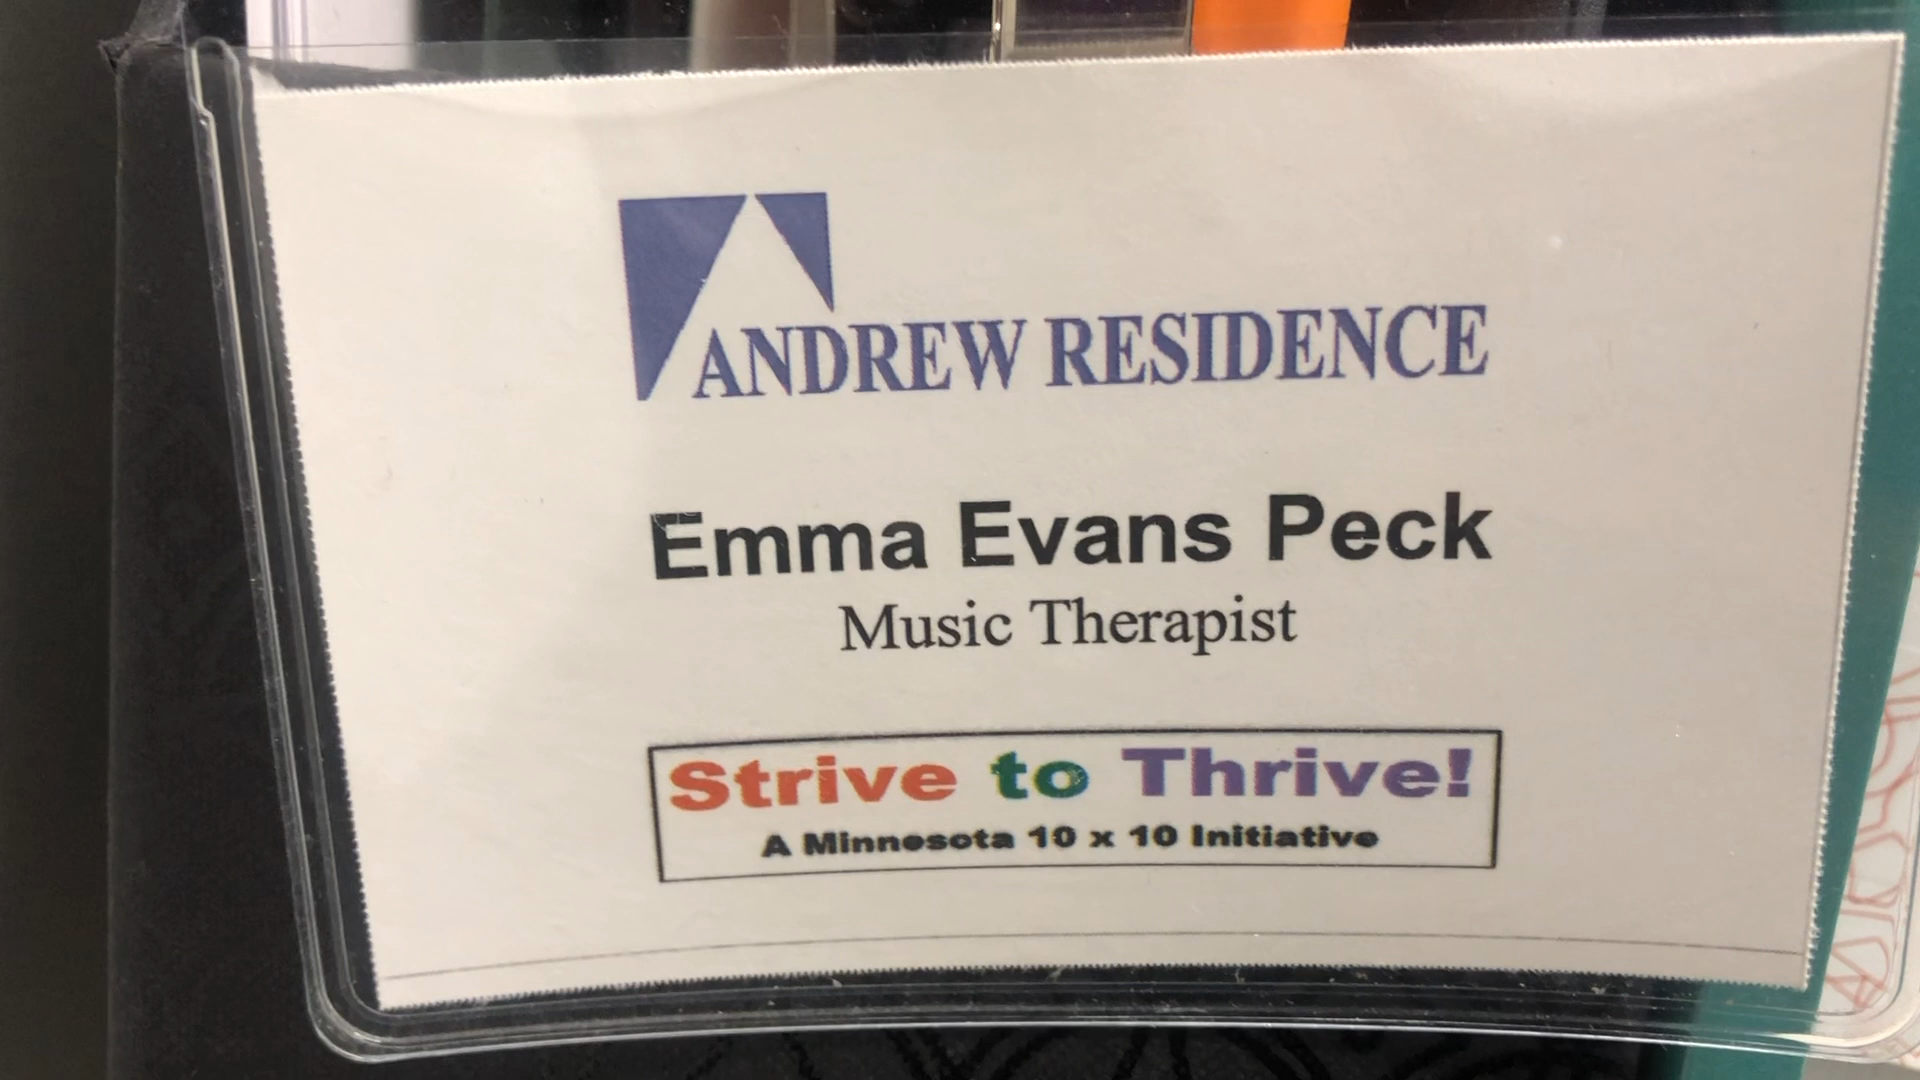 ANDREW RESIDENCE
Emma Evans Peck
Music Therapist
Strive to Thrive!
A Minnesota 10 x 10 Initiative